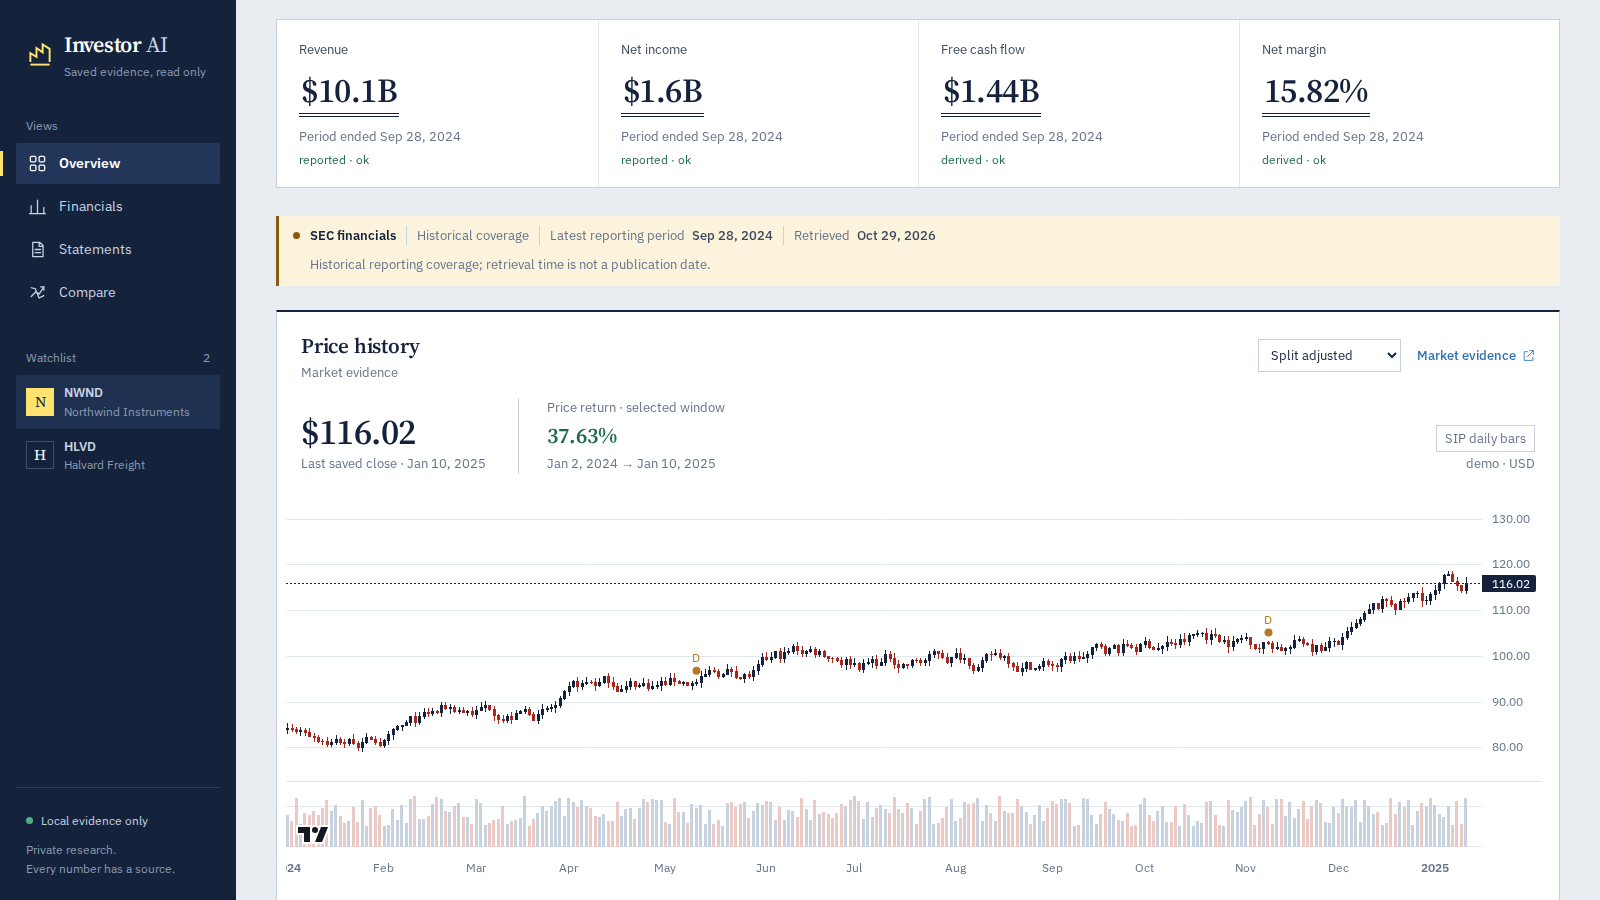 Investor AI
Saved evidence, read only
Views
Overview
Financials
Statements
Compare
Watchlist 2
N
NWND
Northwind Instruments
H
HLVD
Halvard Freight
Local evidence only
Private research.
Every number has a source.
Revenue
$10.1B
Period ended Sep 28, 2024
reported · ok
Net income
$1.6B
Period ended Sep 28, 2024
reported · ok
Free cash flow
$1.44B
Period ended Sep 28, 2024
derived · ok
Net margin
15.82%
Period ended Sep 28, 2024
derived · ok
SEC financials Historical coverage Latest reporting period Sep 28, 2024 Retrieved Oct 29, 2026
Historical reporting coverage; retrieval time is not a publication date.
Price history
Market evidence
Split adjusted
Market evidence
$116.02
Last saved close · Jan 10, 2025
Price return · selected window
37.63%
Jan 2, 2024 → Jan 10, 2025
SIP daily bars
demo · USD
130.00
120.00
116.02
110.00
100.00
90.00
80.00
D
D
24 Feb Mar Apr May Jun Jul Aug Sep Oct Nov Dec 2025